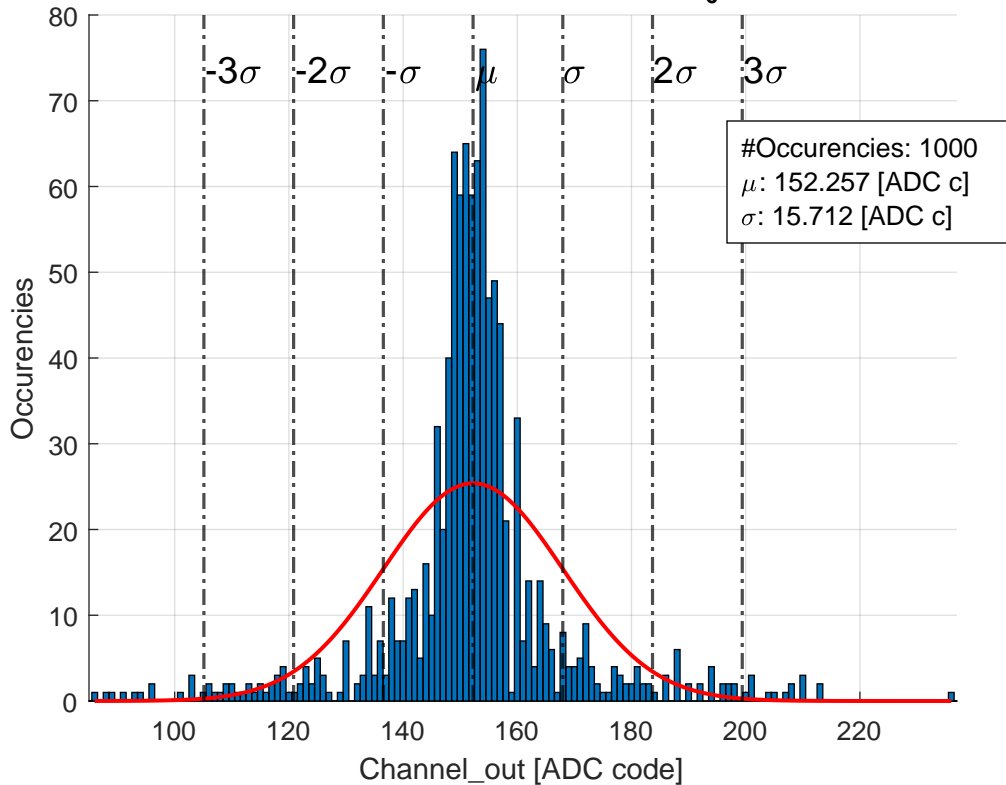 80
70
60
50
40
30
20
10
0
Occurencies
-3σ -2σ -σ μ σ 2σ 3σ
#Occurencies: 1000
μ: 152.257 [ADC c]
σ: 15.712 [ADC c]
100 120 140 160 180 200 220
Channel_out [ADC code]